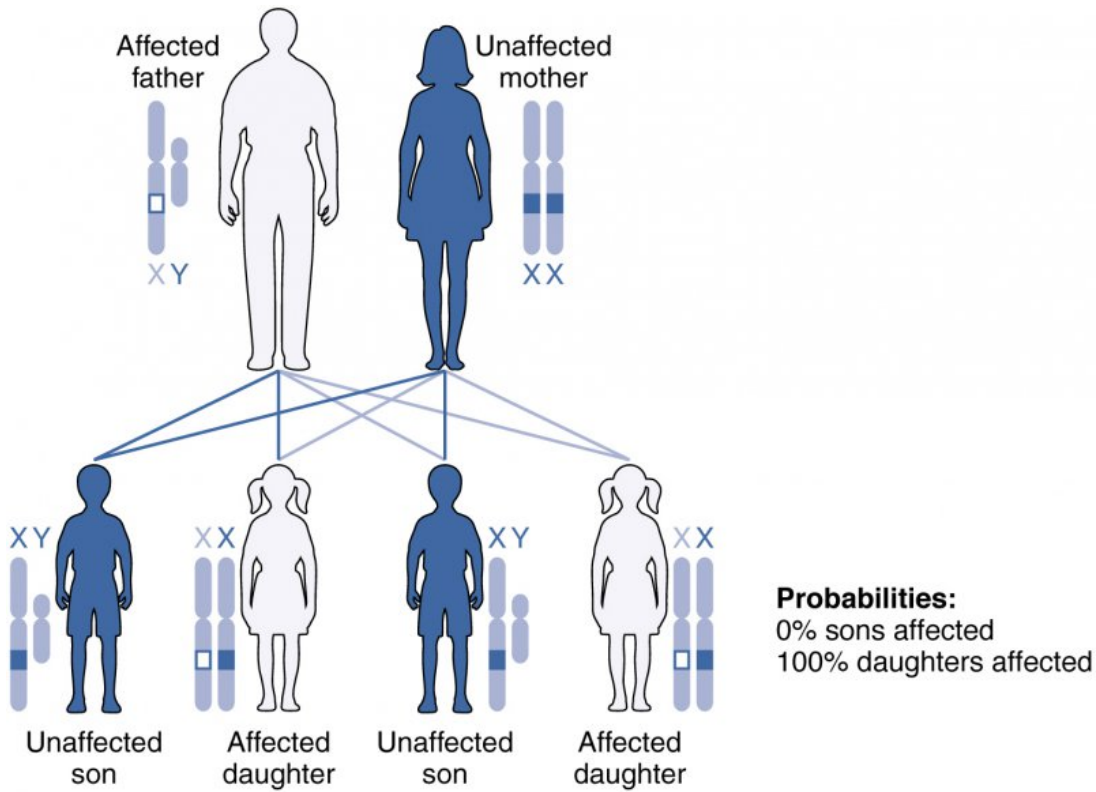 Affected
father
Unaffected
mother
X Y
X X
X Y
X X
X Y
X X
Probabilities:
0% sons affected
100% daughters affected
Unaffected
son
Affected
daughter
Unaffected
son
Affected
daughter